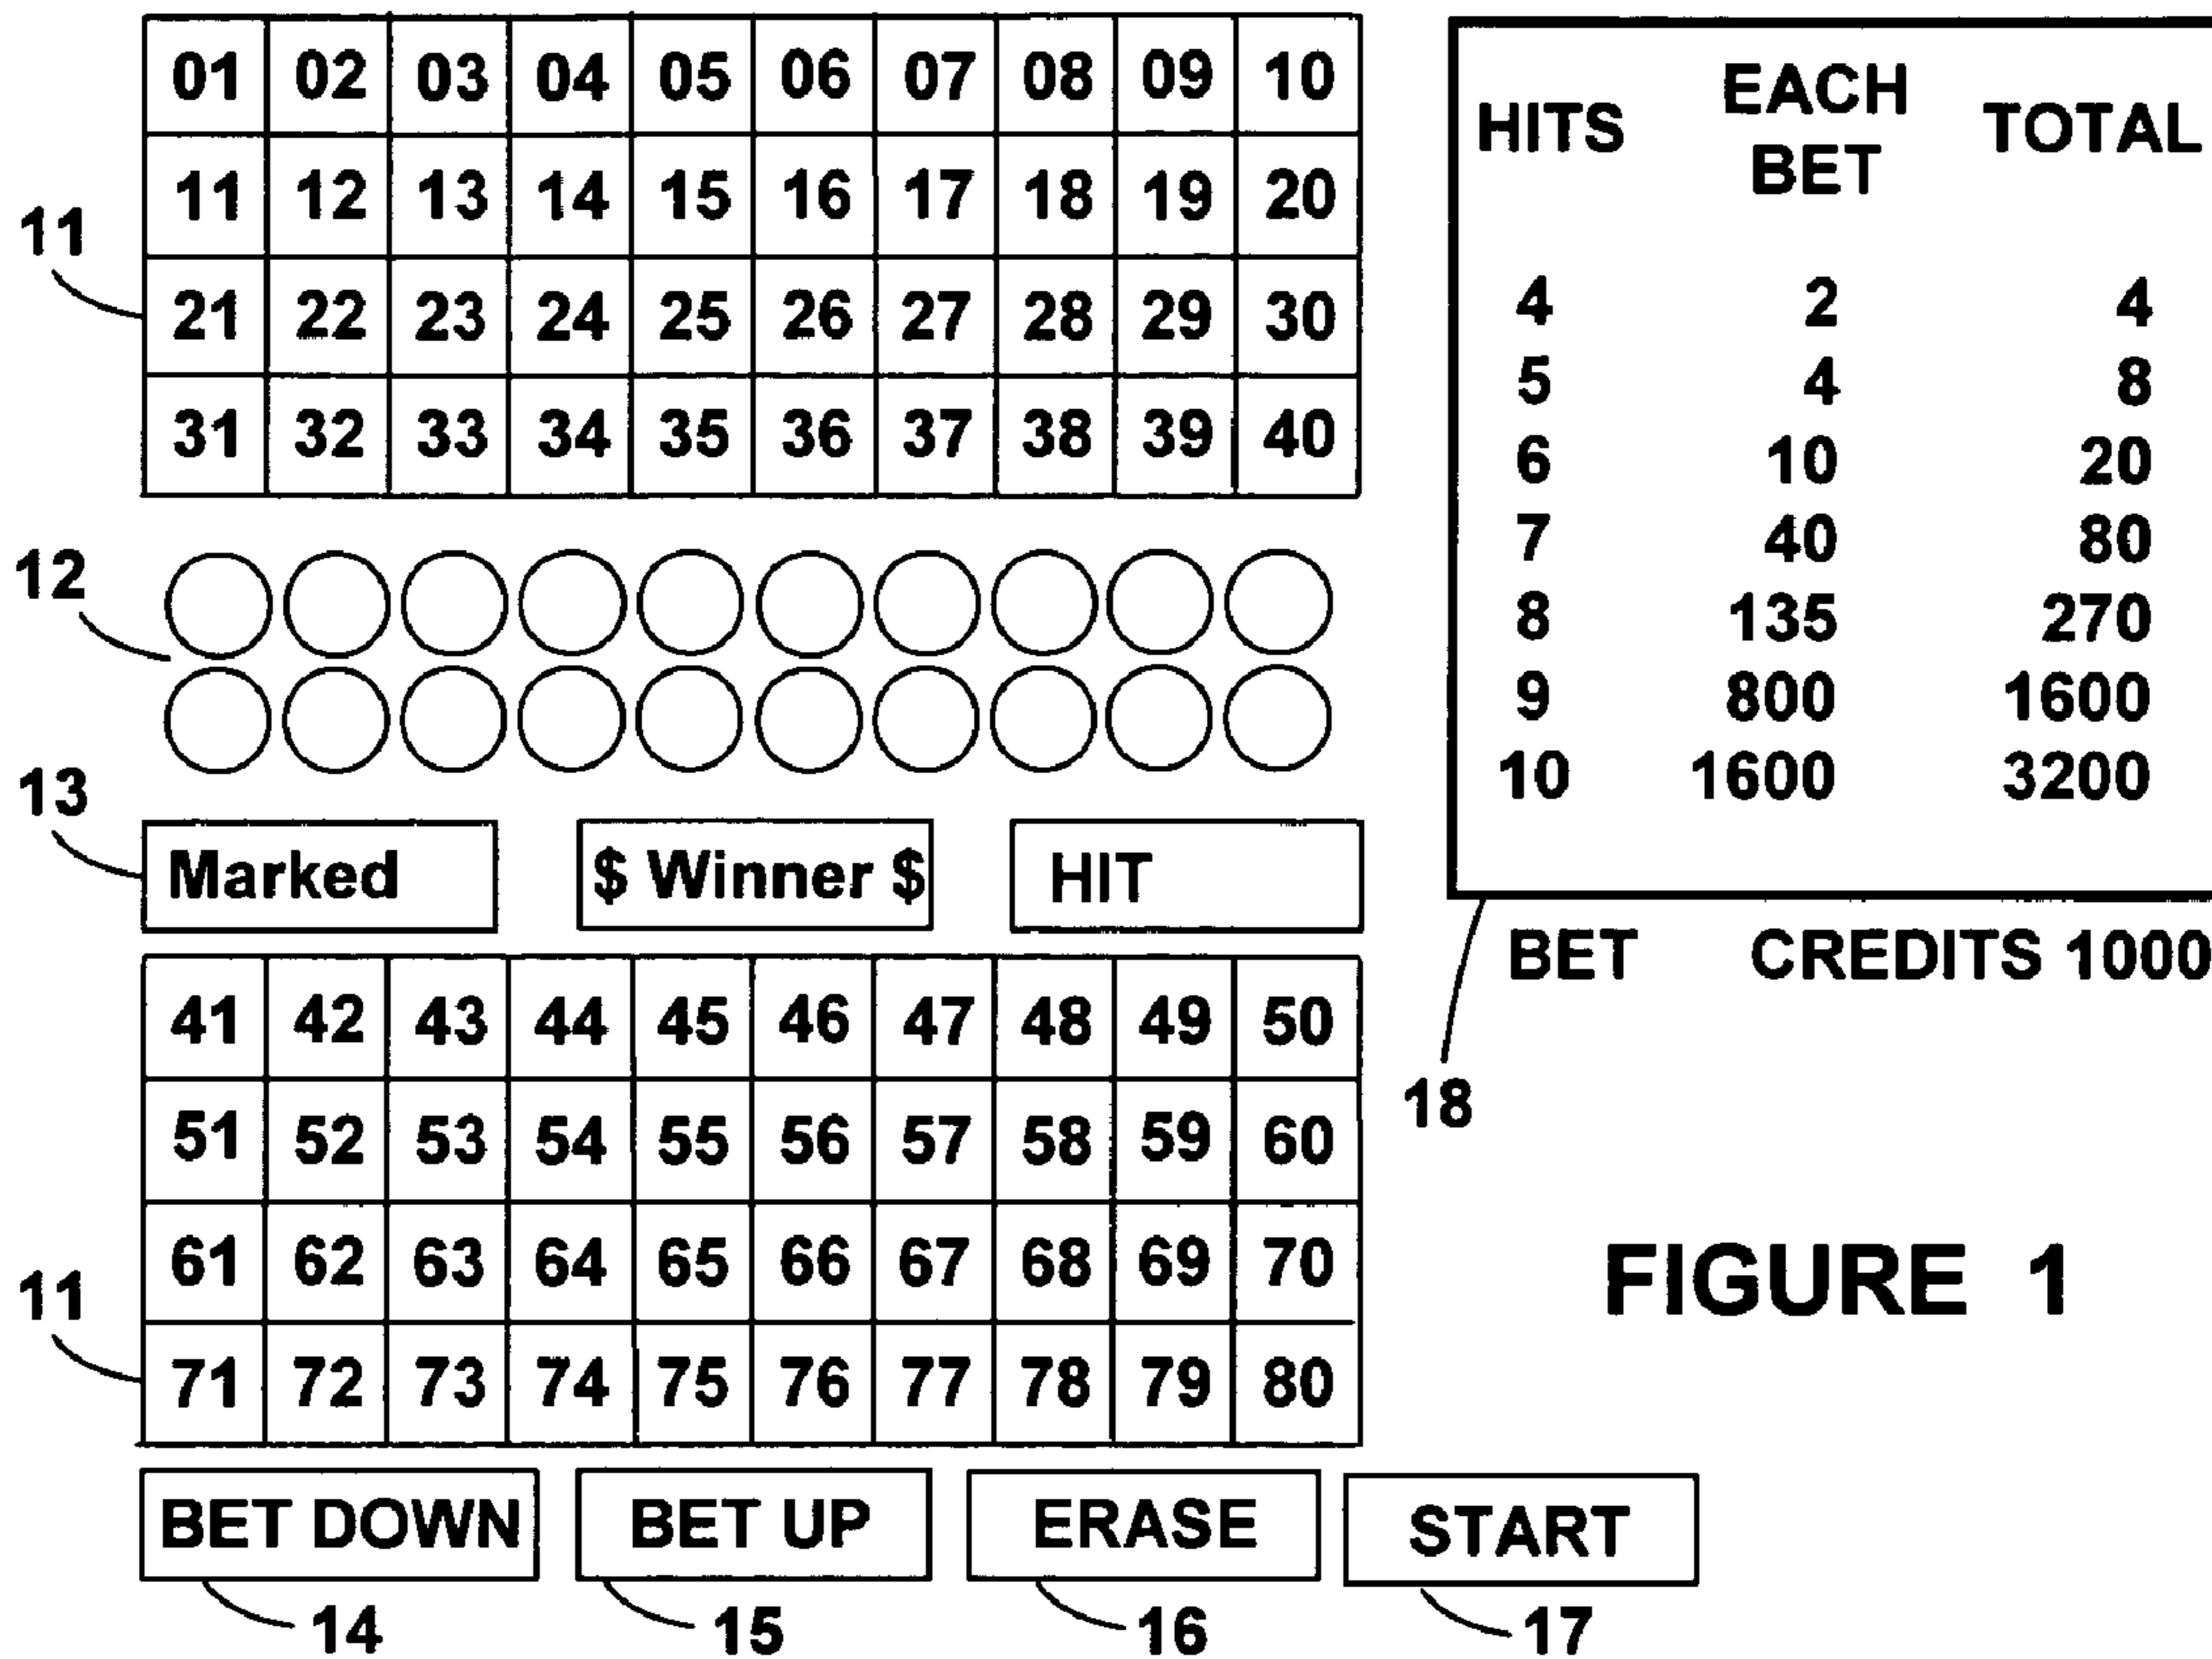 01 02 03 04 05 06 07 08 09 10
11 12 13 14 15 16 17 18 19 20
11
21 22 23 24 25 26 27 28 29 30
31 32 33 34 35 36 37 38 39 40
12
13
Marked $ Winner $ HIT
41 42 43 44 45 46 47 48 49 50
51 52 53 54 55 56 57 58 59 60
61 62 63 64 65 66 67 68 69 70
11
71 72 73 74 75 76 77 78 79 80
BET DOWN BET UP ERASE START
14 15 16 17
HITS EACH BET TOTAL
4 2 4
5 4 8
6 10 20
7 40 80
8 135 270
9 800 1600
10 1600 3200
BET CREDITS 1000
18
FIGURE 1